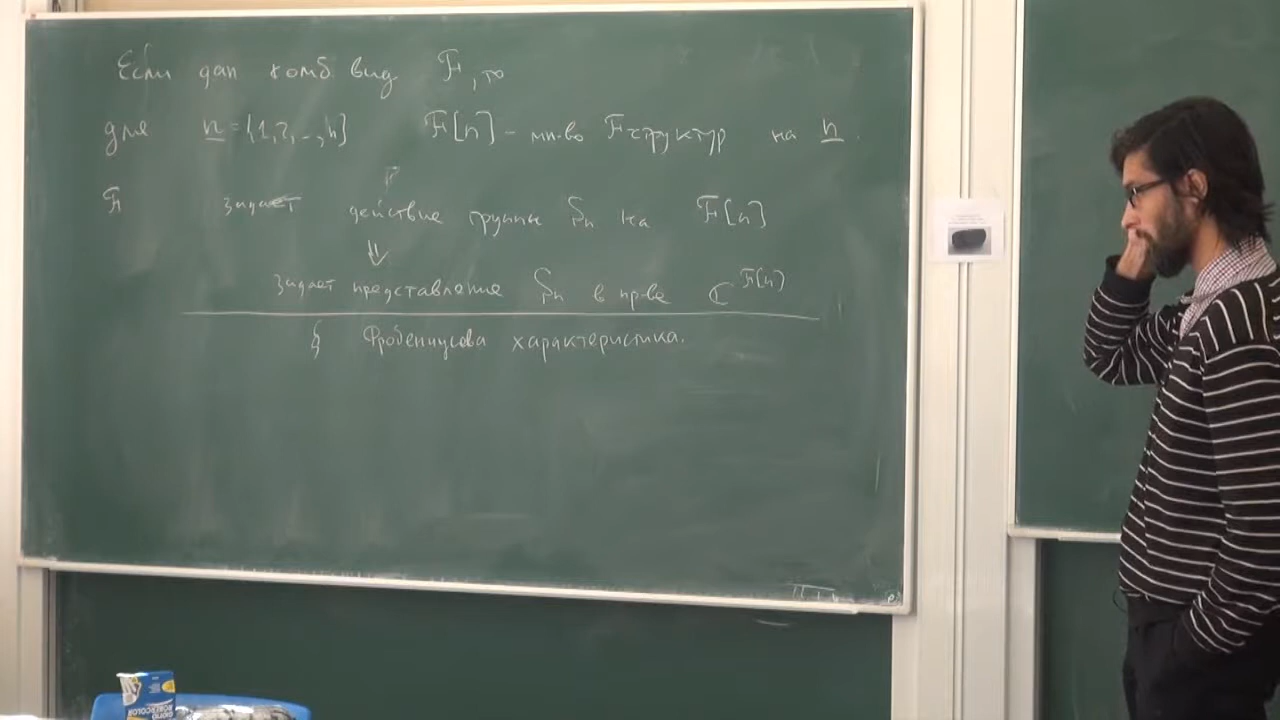 Если дан комб вид F, то
для n = {1,2,...,n} F[n] - мн-во F-структур на n.
F задает действие группы Sn на F[n]
⇓
задает представление Sn в пр-ве ℂ^F[n]
§ Фробениусова характеристика.